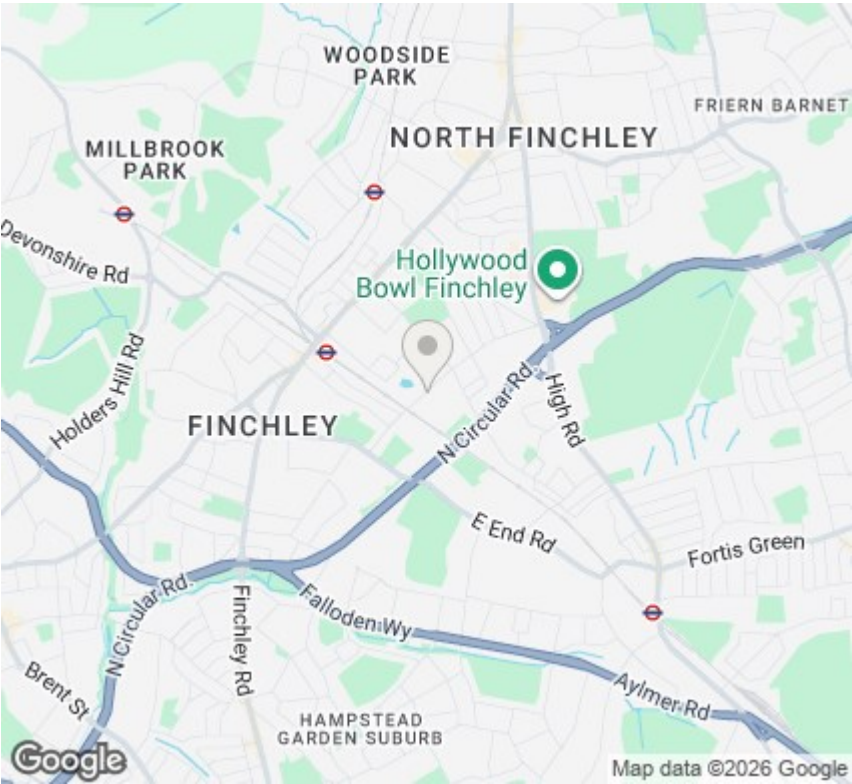 WOODSIDE
PARK
FRIERN BARNET
NORTH FINCHLEY
MILLBROOK
PARK
Devonshire Rd
Hollywood
Bowl Finchley
Holders Hill Rd
N Circular Rd.
High Rd
FINCHLEY
E End Rd
Fortis Green
N Circular Rd.
Finchley Rd
Falloden Wy
Brent St
Aylmer Rd
HAMPSTEAD
GARDEN SUBURB
Google
Map data ©2026 Google